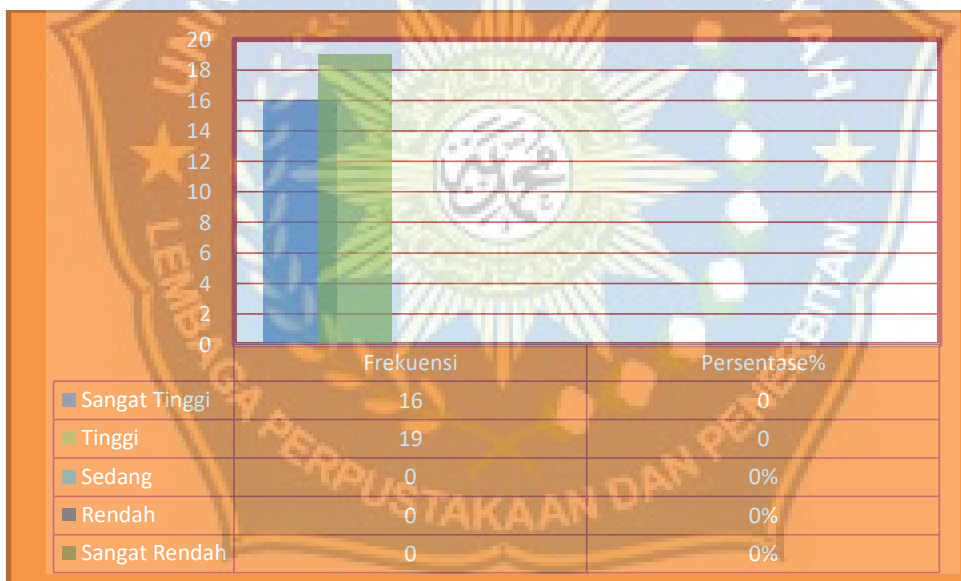 20
18
16
14
12
10
8
6
4
2
0
Frekuensi Persentase%
Sangat Tinggi 16 0
Tinggi 19 0
Sedang 0 0%
Rendah 0 0%
Sangat Rendah 0 0%
LEMBAGA PERPUSTAKAAN DAN PENERBITAN